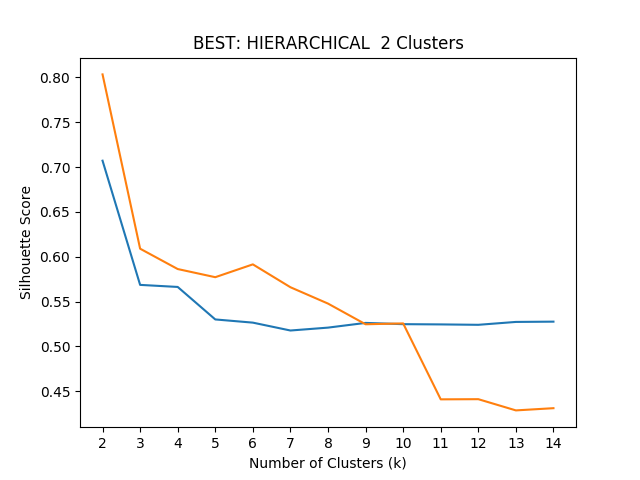 BEST: HIERARCHICAL  2 Clusters
0.80
0.75
0.70
0.65
0.60
0.55
0.50
0.45
Silhouette Score
2 3 4 5 6 7 8 9 10 11 12 13 14
Number of Clusters (k)